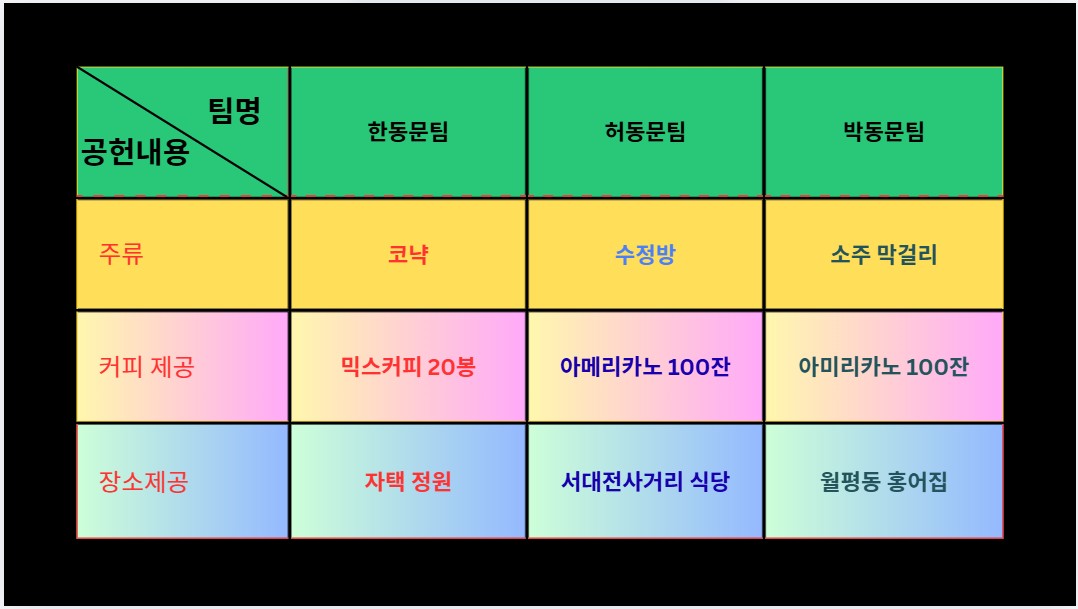 팀명
공헌내용
한동문팀
허동문팀
박동문팀
주류
코냑
수정방
소주 막걸리
커피 제공
믹스커피 20봉
아메리카노 100잔
아미리카노 100잔
장소제공
자택 정원
서대전사거리 식당
월평동 홍어집